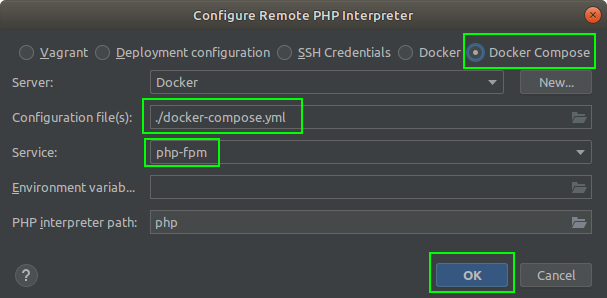 Configure Remote PHP Interpreter
Vagrant Deployment configuration SSH Credentials Docker Docker Compose
Server: Docker New...
Configuration file(s): ./docker-compose.yml
Service: php-fpm
Environment variab...
PHP interpreter path: php
? OK Cancel